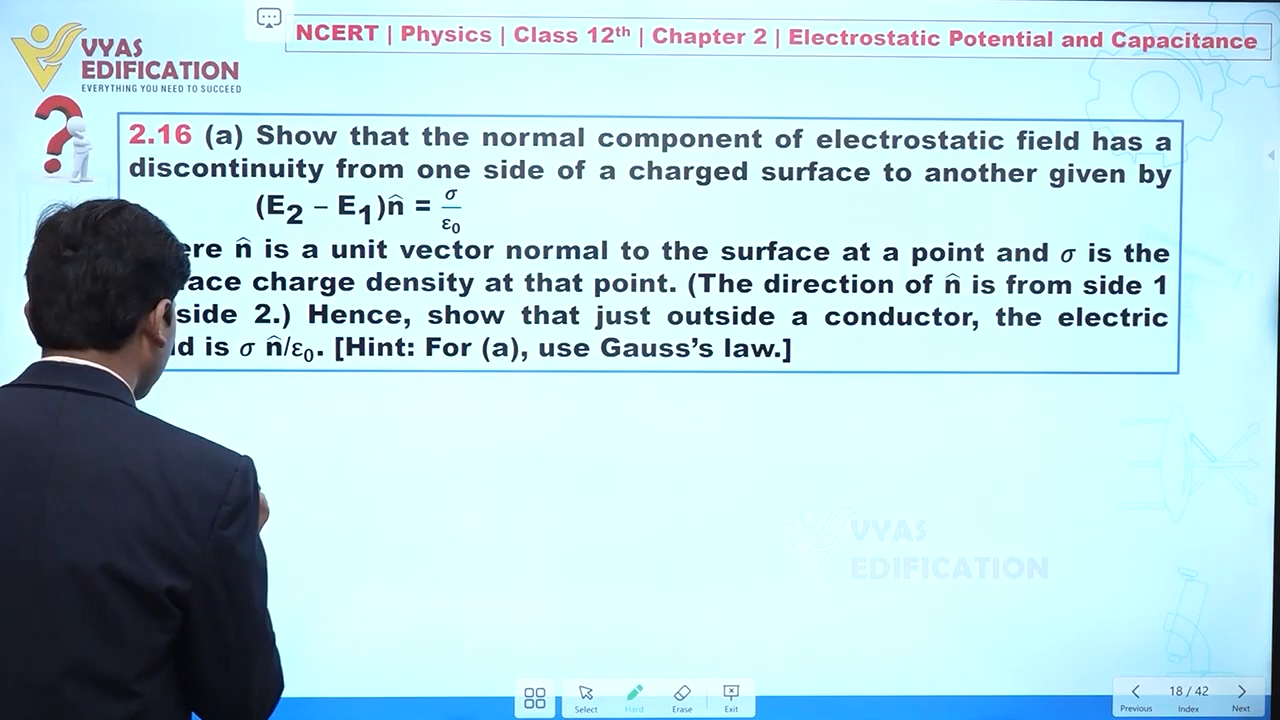 VYAS
EDIFICATION
EVERYTHING YOU NEED TO SUCCEED
NCERT | Physics | Class 12ᵗʰ | Chapter 2 | Electrostatic Potential and Capacitance
2.16 (a) Show that the normal component of electrostatic field has a
discontinuity from one side of a charged surface to another given by
(E₂ − E₁)n̂ = σ/ε₀
n̂ is a unit vector normal to the surface at a point and σ is the
charge density at that point. (The direction of n̂ is from side 1
side 2.) Hence, show that just outside a conductor, the electric
is σ n̂/ε₀. [Hint: For (a), use Gauss's law.]
VYAS
EDIFICATION
Select
Hard
Erase
Exit
Previous
18 / 42
Index
Next